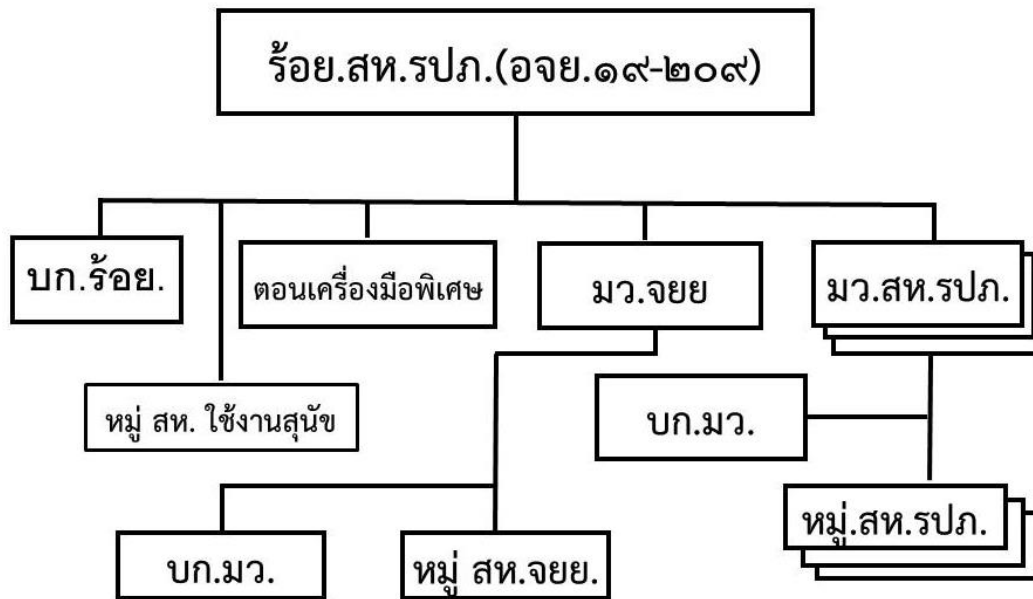 ร้อย.สห.รปภ.(อจย.๑๙-๒๐๙)
บก.ร้อย.
ตอนเครื่องมือพิเศษ
มว.จยย
มว.สห.รปภ.
หมู่ สห. ใช้งานสุนัข
บก.มว.
หมู่.สห.รปภ.
บก.มว.
หมู่ สห.จยย.